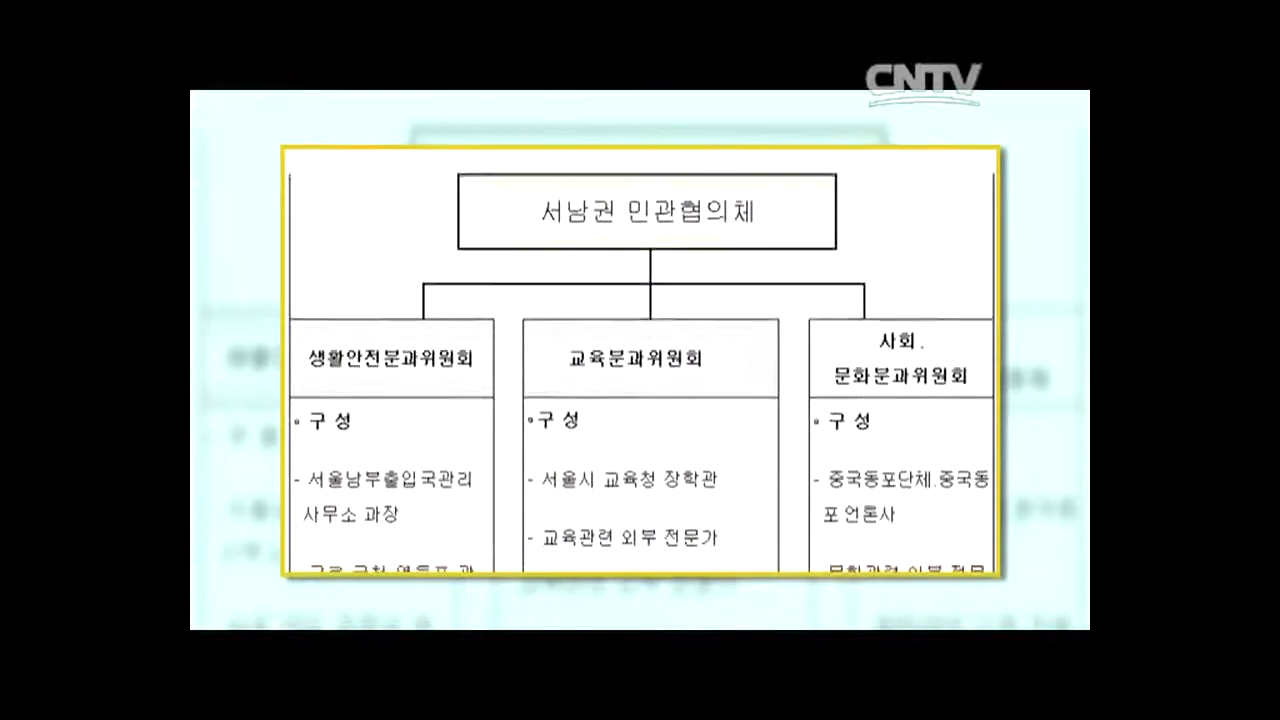 CNTV
서남권 민관협의체
생활안전분과위원회
교육분과위원회
사회.
문화분과위원회
◦ 구 성
- 서울남부출입국관리
사무소 과장
◦구 성
- 서울시 교육청 장학관
- 교육관련 외부 전문가
◦ 구 성
- 중국동포단체.중국동
포 언론사